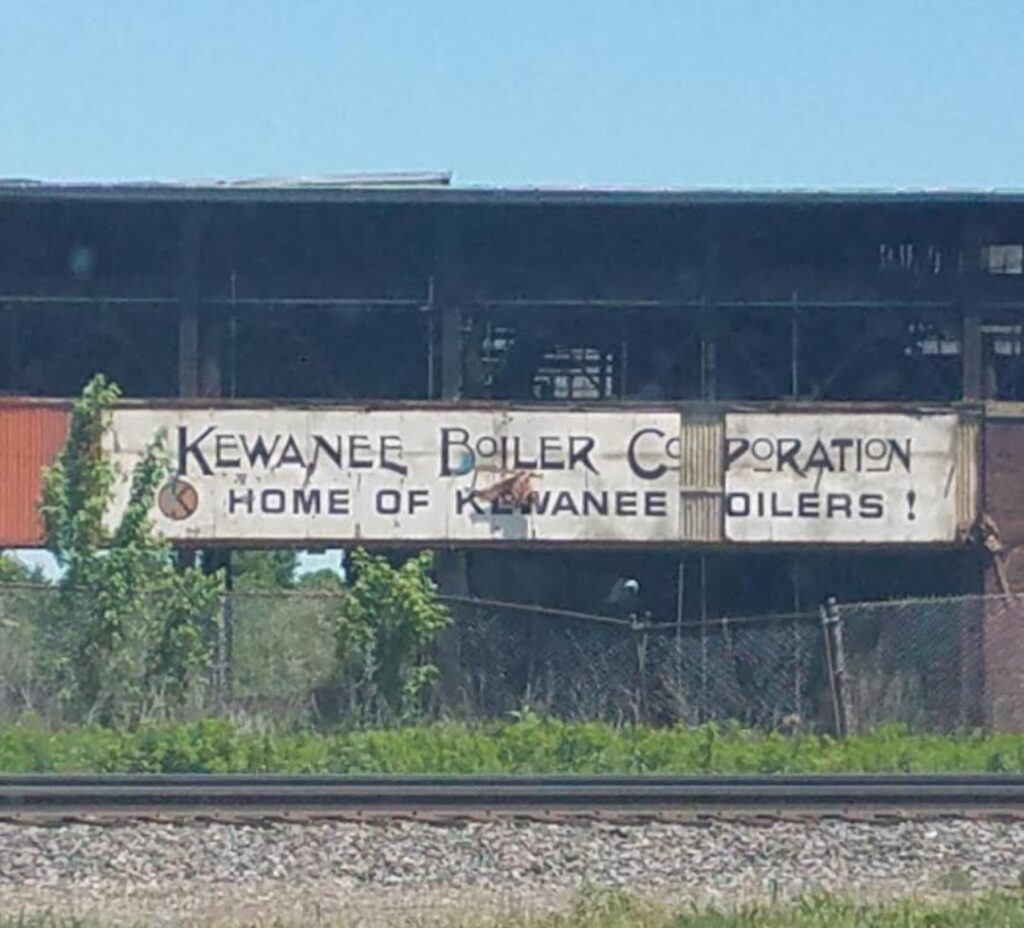 KEWANEE BOILER CO PORATION
K HOME OF KEWANEE OILERS !